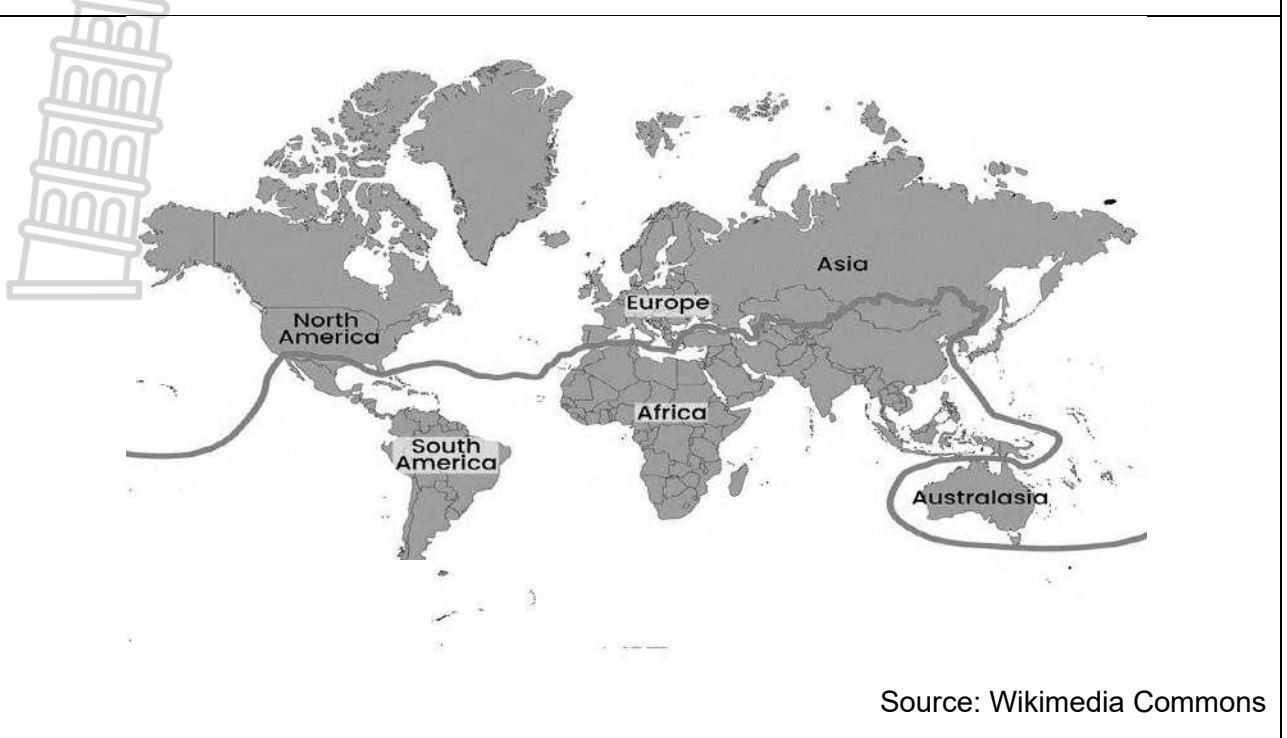 Asia
Europe
North
America
Africa
South
America
Australasia
Source: Wikimedia Commons